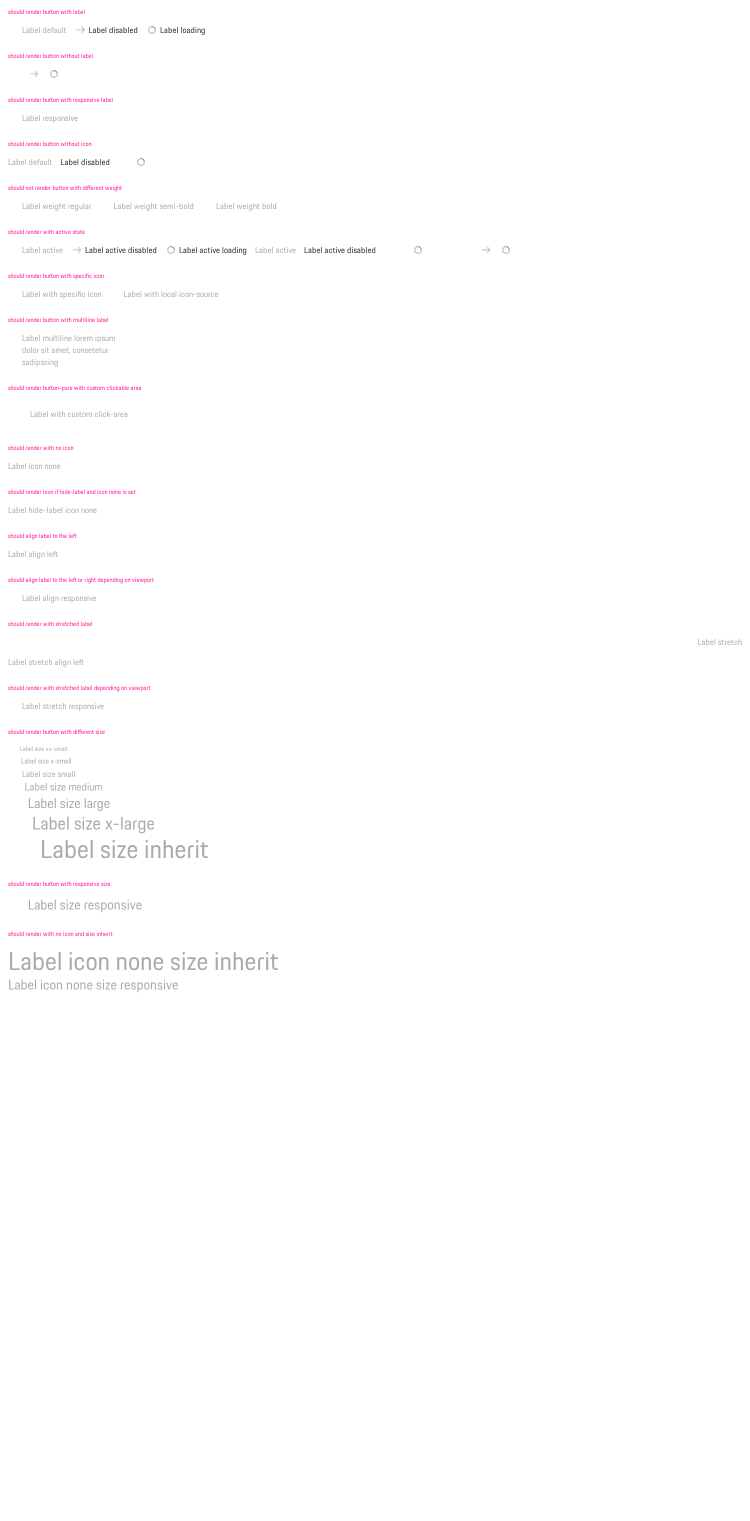 should render button with label
Label default Label disabled Label loading
should render button without label
should render button with responsive label
Label responsive
should render button without icon
Label default Label disabled
should not render button with different weight
Label weight regular Label weight semi-bold Label weight bold
should render with active state
Label active Label active disabled Label active loading Label active Label active disabled
should render button with specific icon
Label with specific icon Label with local icon-source
should render button with multiline label
Label multiline lorem ipsum
dolor sit amet, consetetur
sadipscing
should render button-pure with custom clickable area
Label with custom click-area
should render with no icon
Label icon none
should render icon if hide-label and icon none is set
Label hide-label icon none
should align label to the left
Label align left
should align label to the left or right depending on viewport
Label align responsive
should render with stretched label
Label stretch
Label stretch align left
should render with stretched label depending on viewport
Label stretch responsive
should render button with different size
Label size xx-small
Label size x-small
Label size small
Label size medium
Label size large
Label size x-large
Label size inherit
should render button with responsive size
Label size responsive
should render with no icon and size inherit
Label icon none size inherit
Label icon none size responsive